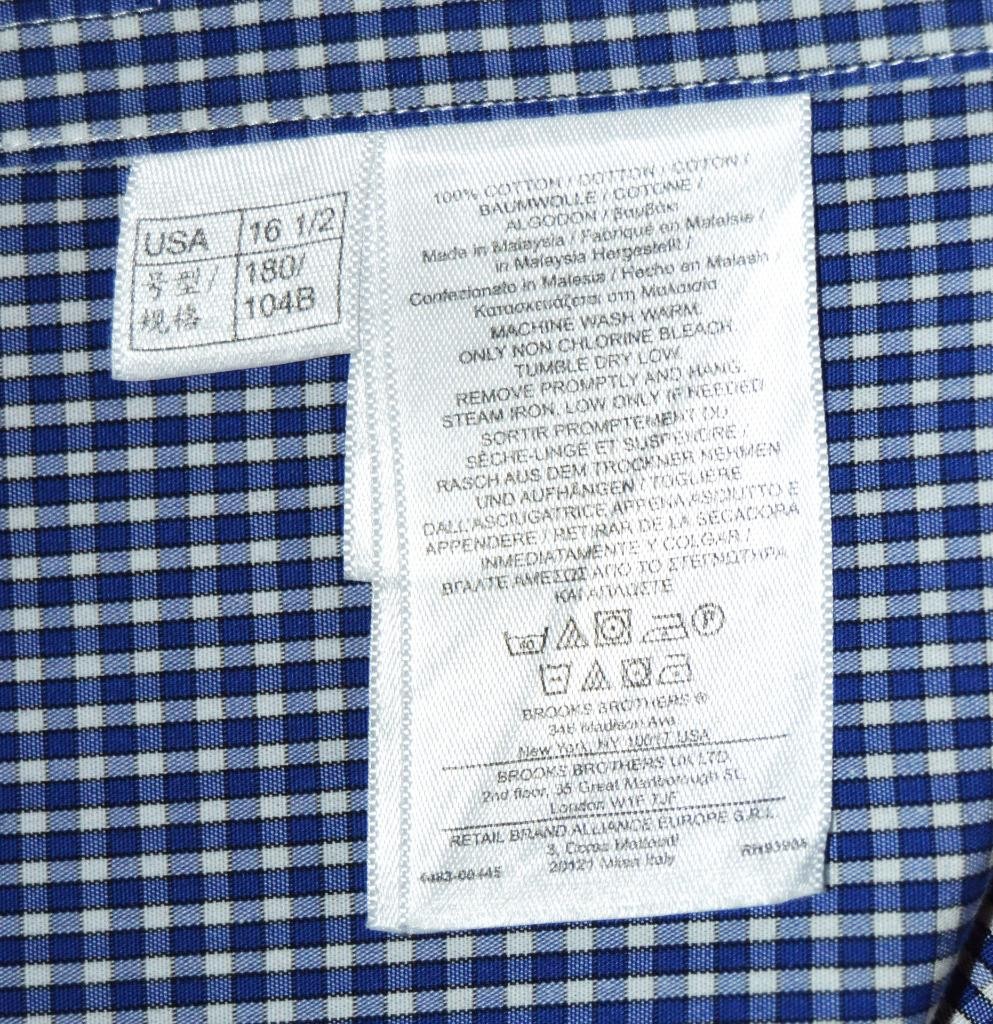 USA 16 1/2
号型/ 180/
规格 104B
100% COTTON / COTTON / COTON /
BAUMWOLLE / COTONE /
ALGODON / Βαμβάκι
Made in Malaysia / Fabriqué en Malaisie /
in Malaysia Hergestellt /
Confezionato in Malesia / Hecho en Malasin /
Κατασκευάζεται στη Μαλαισία
MACHINE WASH WARM.
ONLY NON CHLORINE BLEACH.
TUMBLE DRY LOW.
REMOVE PROMPTLY AND HANG.
STEAM IRON, LOW ONLY IF NEEDED
SORTIR PROMPTEMENT DU
SÈCHE-LINGE ET SUSPENDRE /
RASCH AUS DEM TROCKNER NEHMEN
UND AUFHÄNGEN / TOGLIERE
DALL'ASCIUGATRICE APPENA ASCIUTTO E
APPENDERE / RETIRAR DE LA SECADORA
INMEDIATAMENTE Y COLGAR /
ΒΓΑΛΤΕ ΑΜΕΣΩΣ ΑΠΟ ΤΟ ΣΤΕΓΝΩΤΗΡΑ
ΚΑΙ ΑΠΛΩΣΤΕ
40 P
BROOKS BROTHERS ®
346 Madison Ave
New York, NY 10017 USA
BROOKS BROTHERS UK LTD.
2nd floor, 35 Great Marlborough St.
London W1F 7JF
RETAIL BRAND ALLIANCE EUROPE S.R.L
3, Corso Matteotti
20121 Milan Italy